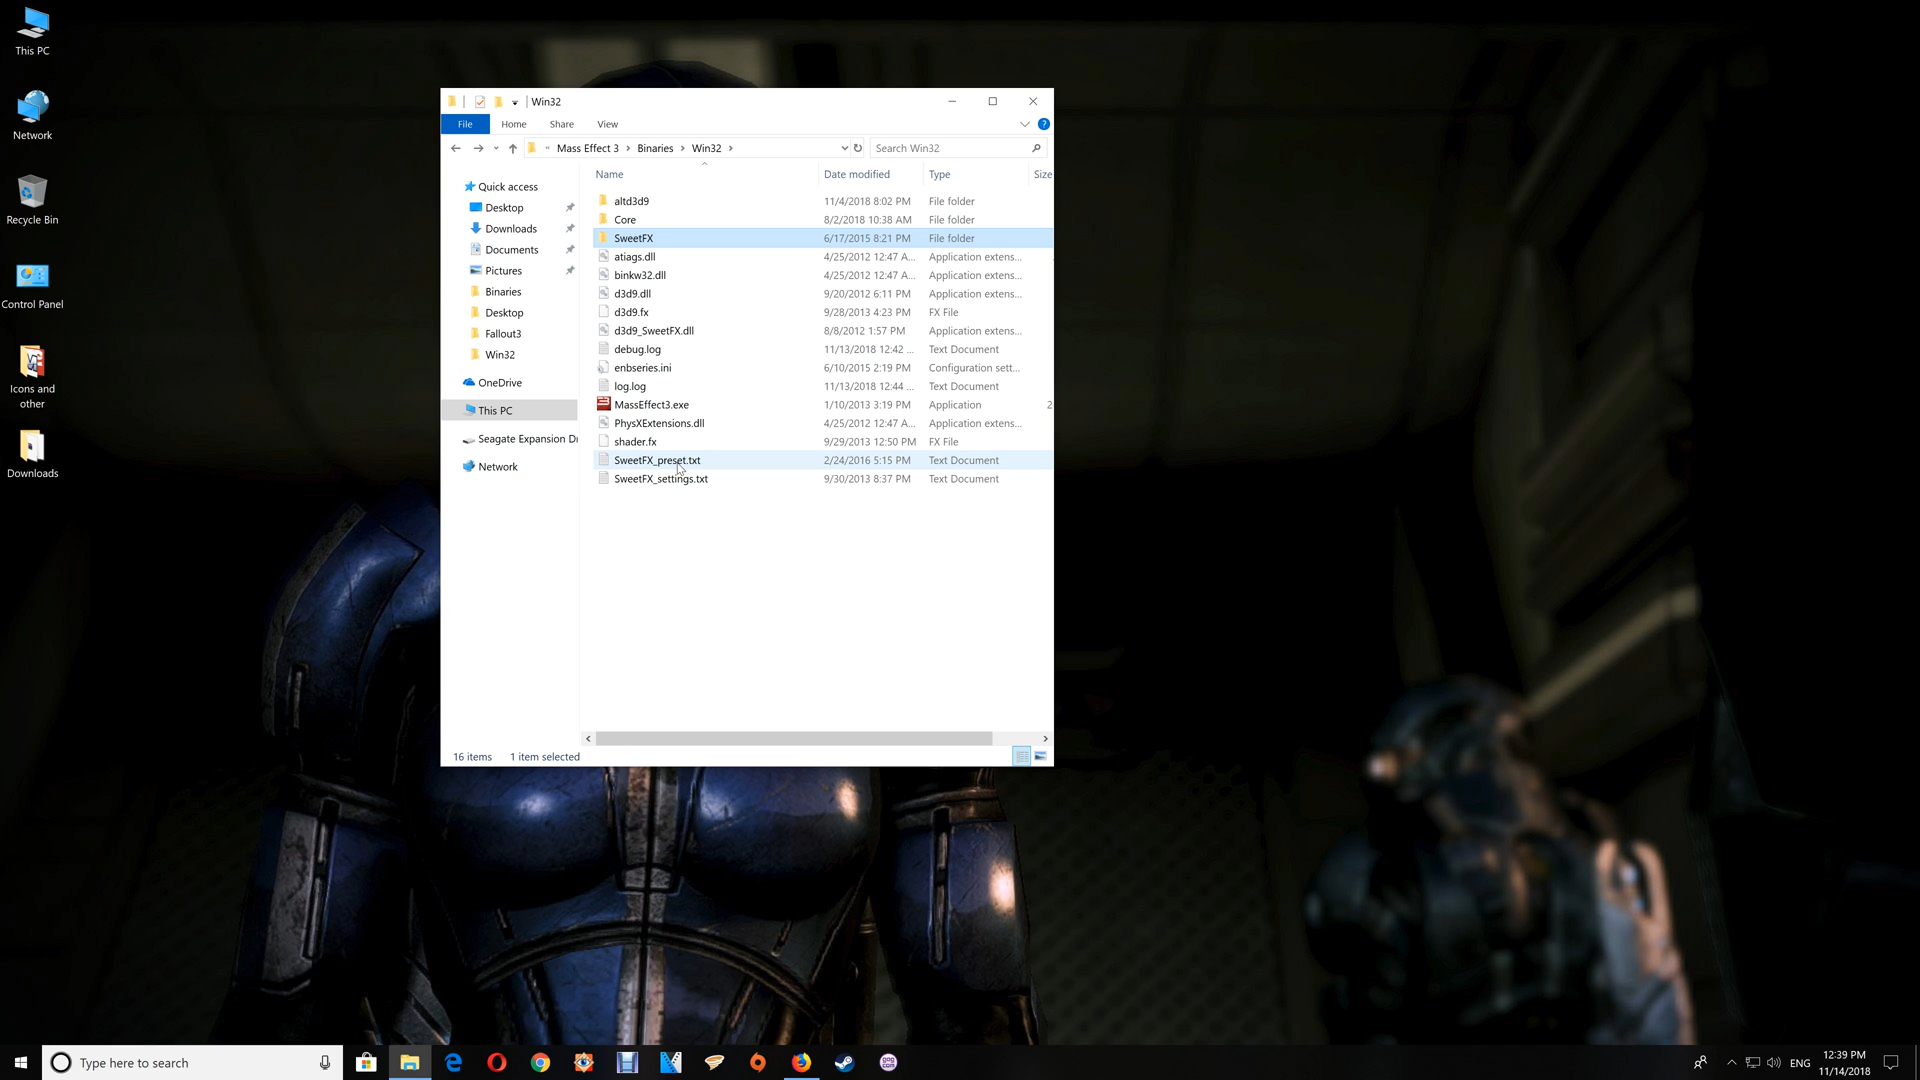 This PC
Network
Recycle Bin
Control Panel
Icons and
other
Downloads
Win32
File Home Share View
Mass Effect 3 Binaries Win32 Search Win32
Name Date modified Type Size
altd3d9 11/4/2018 8:02 PM File folder
Core 8/2/2018 10:38 AM File folder
SweetFX 6/17/2015 8:21 PM File folder
atiags.dll 4/25/2012 12:47 A... Application extens...
binkw32.dll 4/25/2012 12:47 A... Application extens...
d3d9.dll 9/20/2012 6:11 PM Application extens...
d3d9.fx 9/28/2013 4:23 PM FX File
d3d9_SweetFX.dll 8/8/2012 1:57 PM Application extens...
debug.log 11/13/2018 12:42 ... Text Document
enbseries.ini 6/10/2015 2:19 PM Configuration sett...
log.log 11/13/2018 12:44 ... Text Document
MassEffect3.exe 1/10/2013 3:19 PM Application 2
PhysXExtensions.dll 4/25/2012 12:47 A... Application extens...
shader.fx 9/29/2013 12:50 PM FX File
SweetFX_preset.txt 2/24/2016 5:15 PM Text Document
SweetFX_settings.txt 9/30/2013 8:37 PM Text Document
Quick access
Desktop
Downloads
Documents
Pictures
Binaries
Desktop
Fallout3
Win32
OneDrive
This PC
Seagate Expansion Dr
Network
16 items 1 item selected
Type here to search
ENG
12:39 PM
11/14/2018